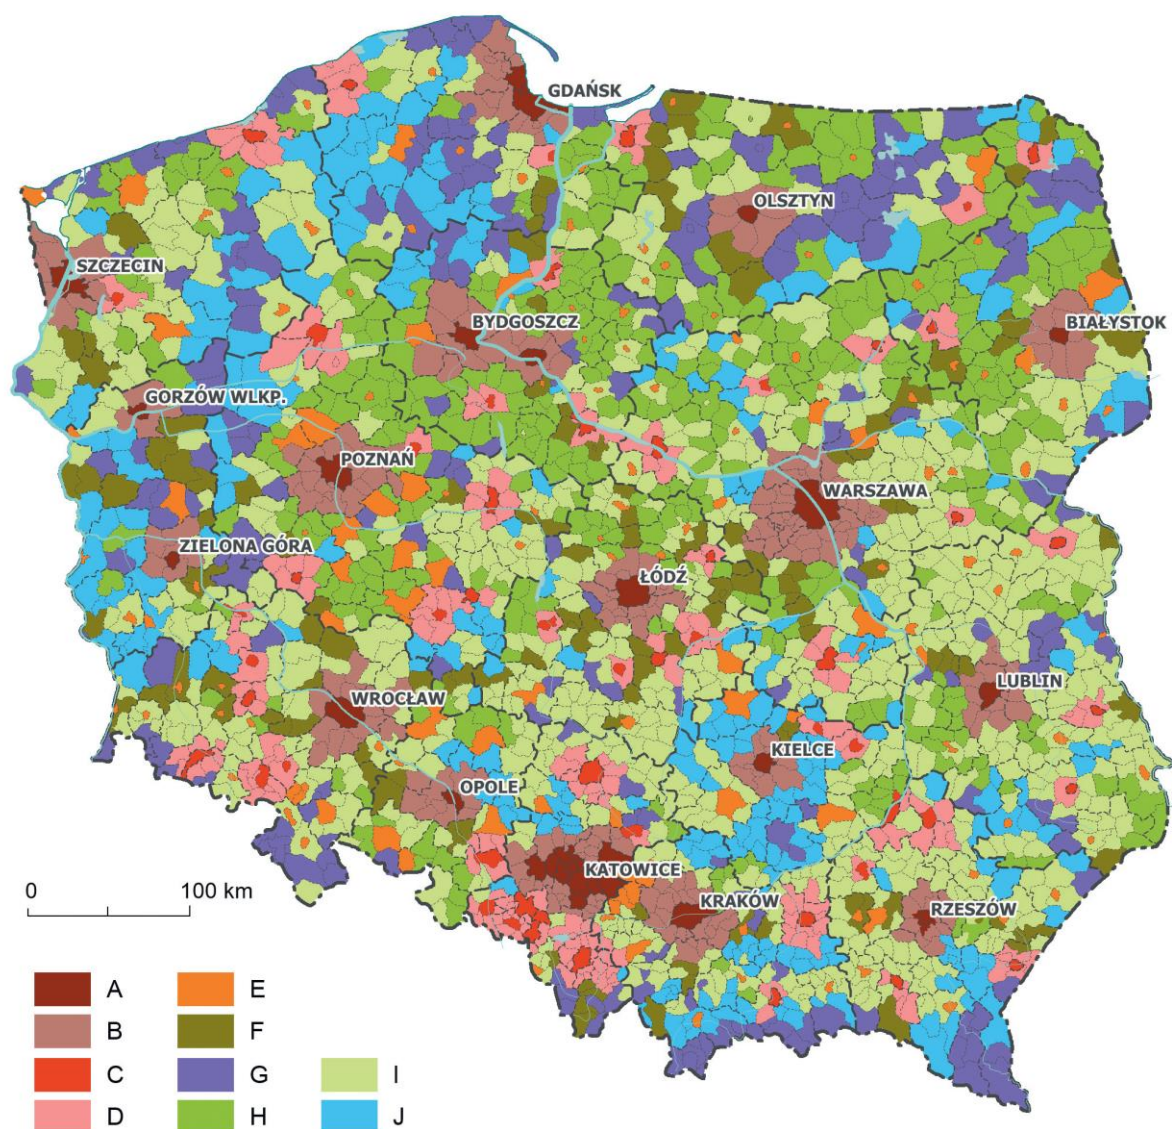 GDAŃSK
OLSZTYN
SZCZECIN
BYDGOSZCZ
BIAŁYSTOK
GORZÓW WLKP.
POZNAŃ
WARSZAWA
ZIELONA GÓRA
ŁÓDŹ
WROCŁAW
LUBLIN
KIELCE
OPOLE
KATOWICE
KRAKÓW
RZESZÓW
0 100 km
A E
B F
C G I
D H J